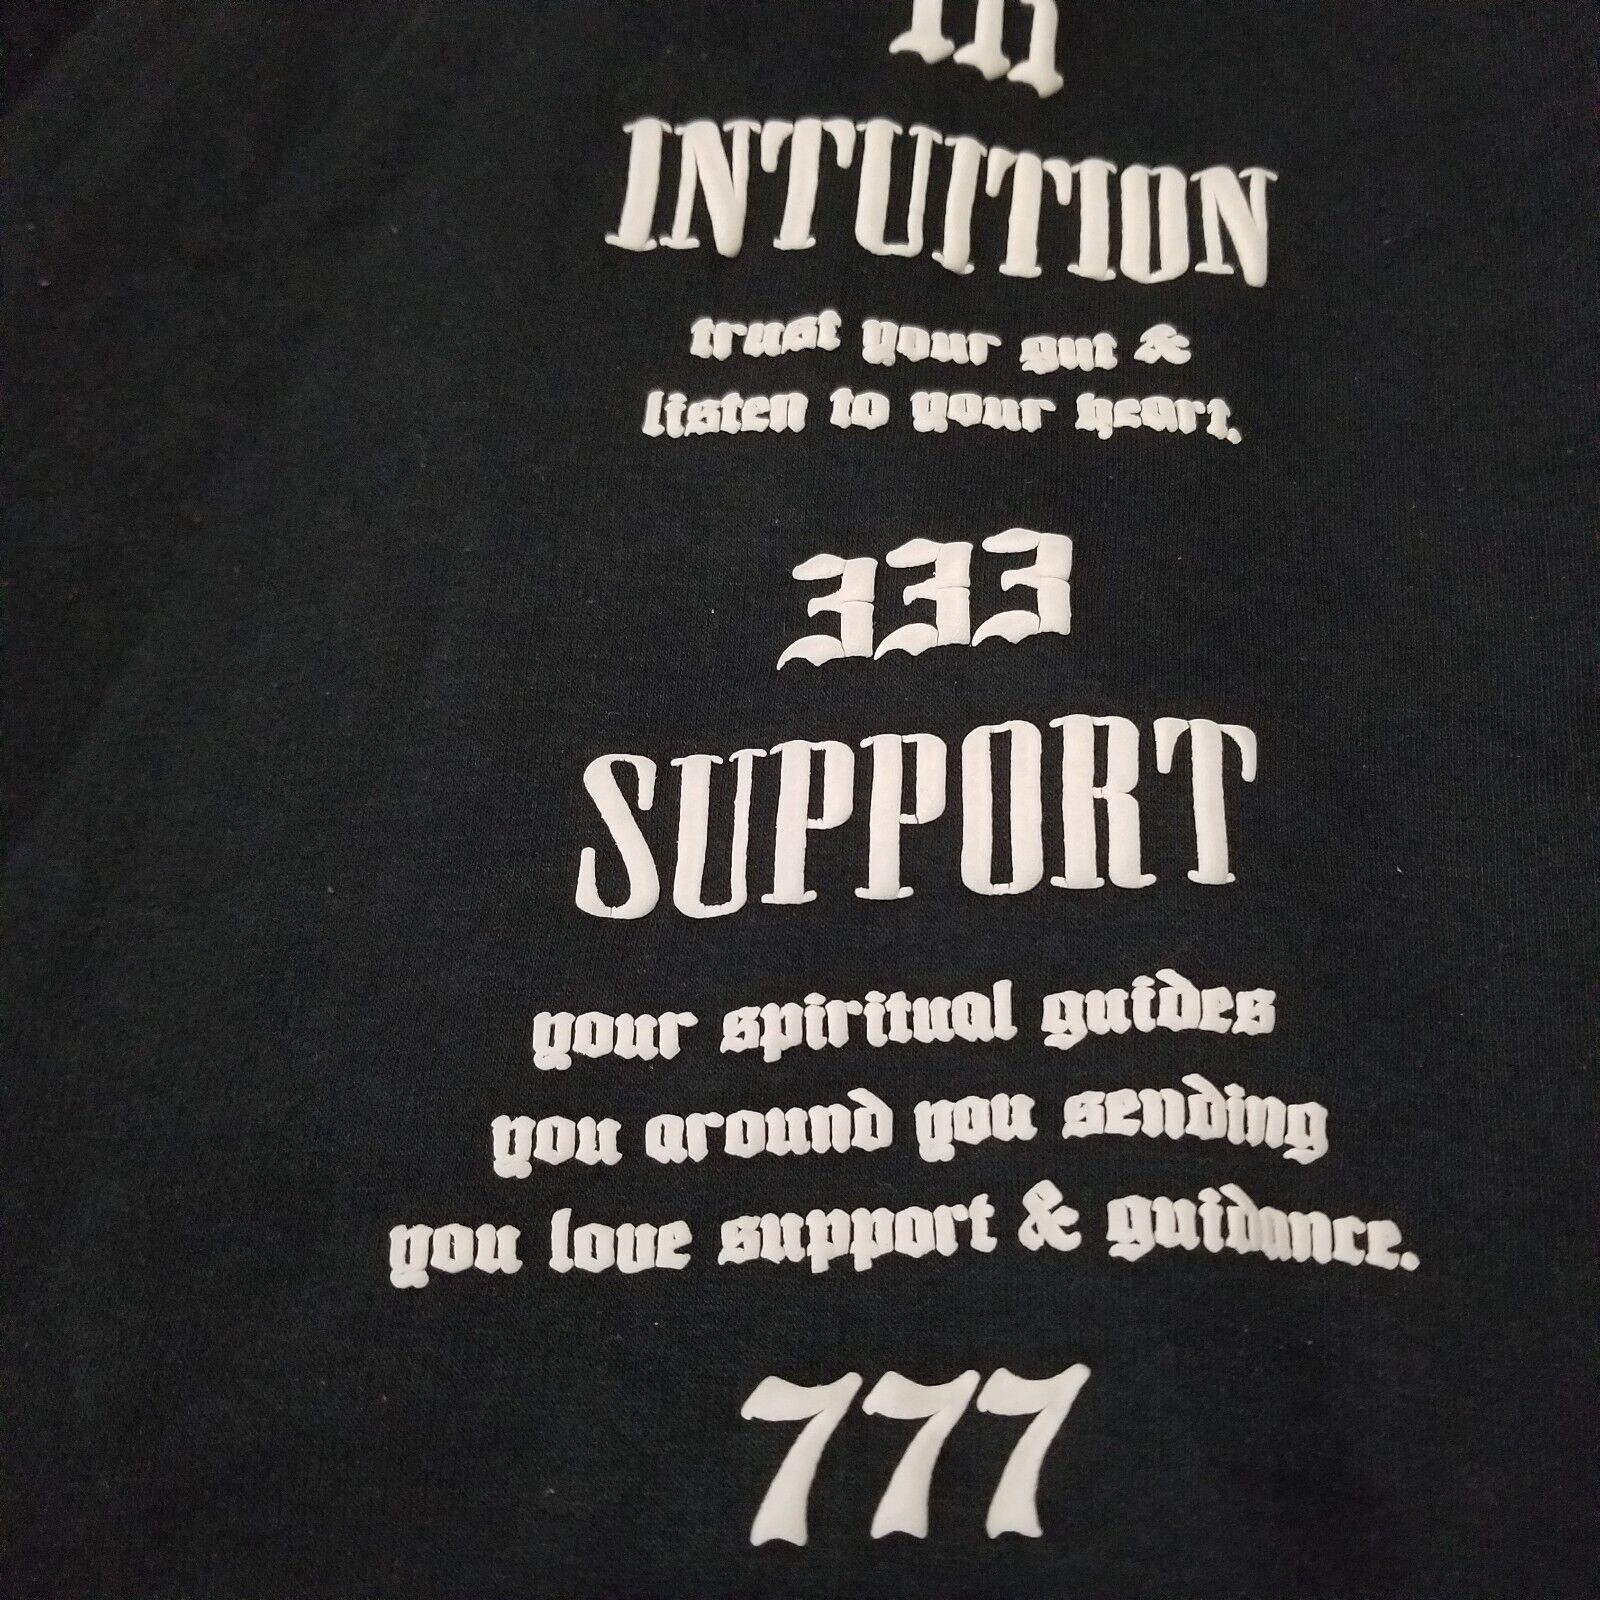 111
INTUITION
trust your gut &
listen to your heart.
333
SUPPORT
your spiritual guides
you around you sending
you love support & guidance.
777